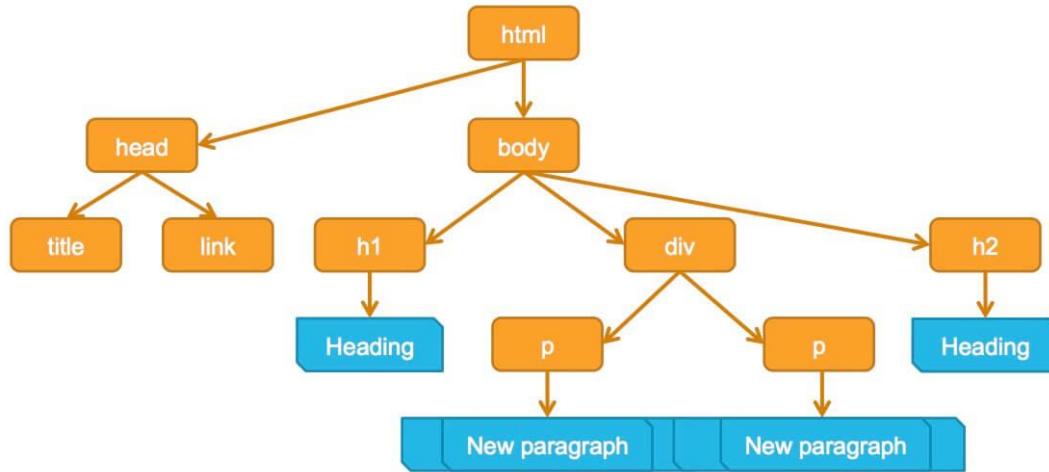 html
head
body
title
link
h1
div
h2
Heading
p
p
Heading
New paragraph
New paragraph